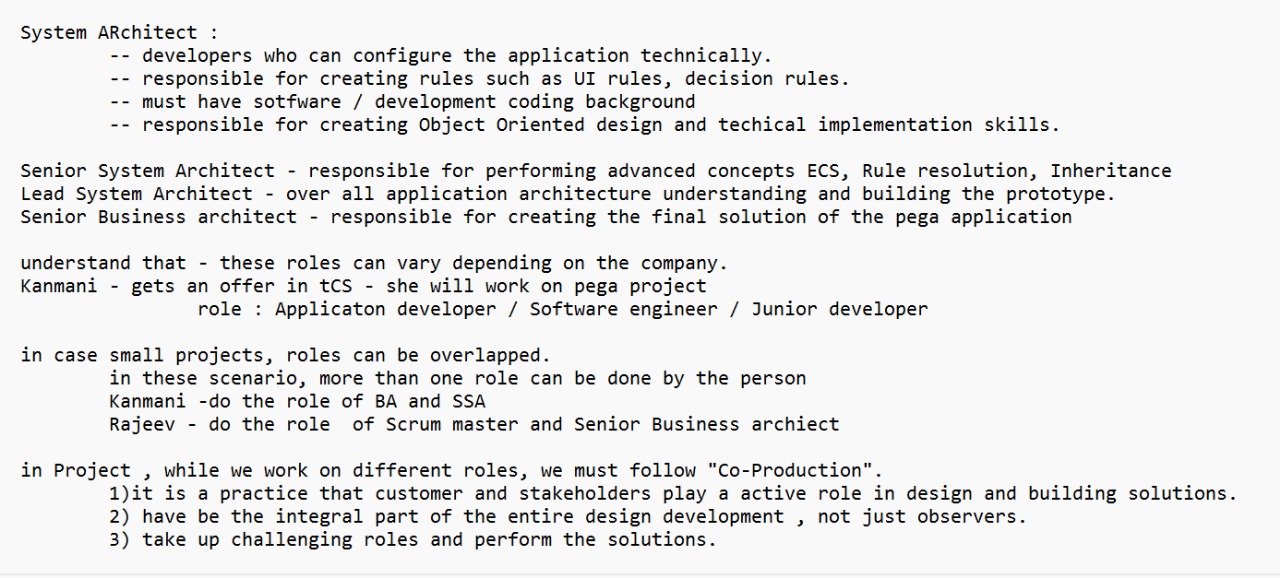 System ARchitect :
-- developers who can configure the application technically.
-- responsible for creating rules such as UI rules, decision rules.
-- must have sotfware / development coding background
-- responsible for creating Object Oriented design and techical implementation skills.
Senior System Architect - responsible for performing advanced concepts ECS, Rule resolution, Inheritance
Lead System Architect - over all application architecture understanding and building the prototype.
Senior Business architect - responsible for creating the final solution of the pega application
understand that - these roles can vary depending on the company.
Kanmani - gets an offer in tCS - she will work on pega project
role : Applicaton developer / Software engineer / Junior developer
in case small projects, roles can be overlapped.
in these scenario, more than one role can be done by the person
Kanmani -do the role of BA and SSA
Rajeev - do the role  of Scrum master and Senior Business archiect
in Project , while we work on different roles, we must follow "Co-Production".
1)it is a practice that customer and stakeholders play a active role in design and building solutions.
2) have be the integral part of the entire design development , not just observers.
3) take up challenging roles and perform the solutions.